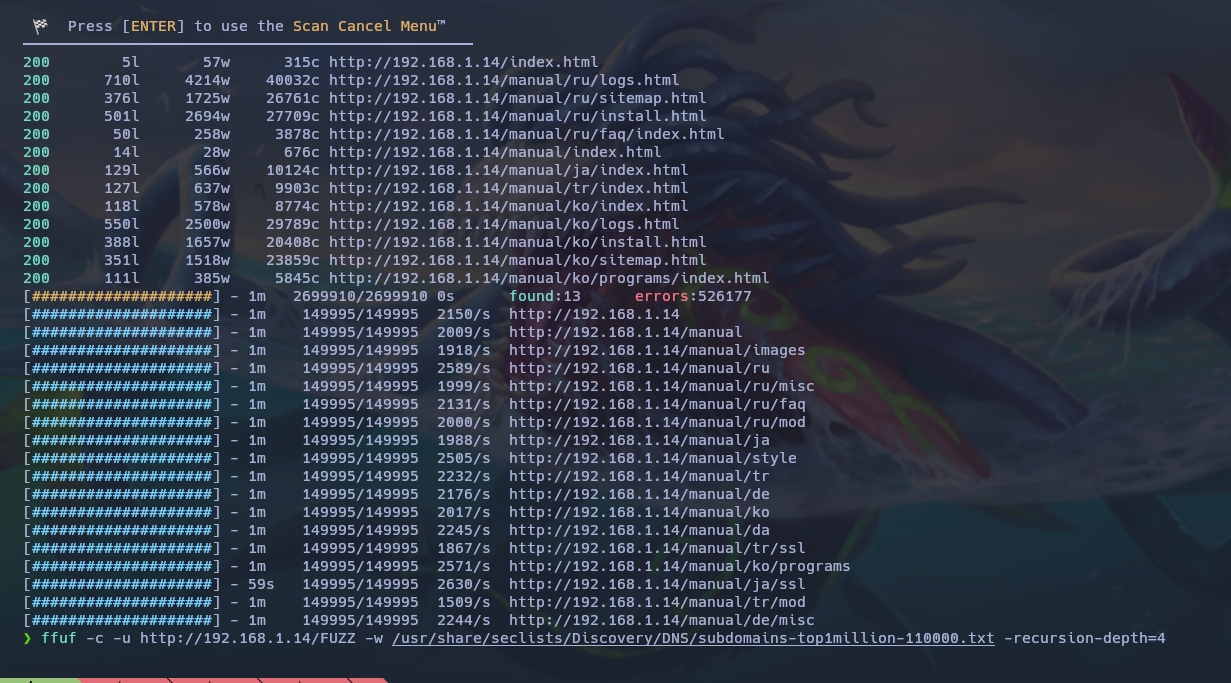 Press [ENTER] to use the Scan Cancel Menu™
200 5l 57w 315c http://192.168.1.14/index.html
200 710l 4214w 40032c http://192.168.1.14/manual/ru/logs.html
200 376l 1725w 26761c http://192.168.1.14/manual/ru/sitemap.html
200 501l 2694w 27709c http://192.168.1.14/manual/ru/install.html
200 50l 258w 3878c http://192.168.1.14/manual/ru/faq/index.html
200 14l 28w 676c http://192.168.1.14/manual/index.html
200 129l 566w 10124c http://192.168.1.14/manual/ja/index.html
200 127l 637w 9903c http://192.168.1.14/manual/tr/index.html
200 118l 578w 8774c http://192.168.1.14/manual/ko/index.html
200 550l 2500w 29789c http://192.168.1.14/manual/ko/logs.html
200 388l 1657w 20408c http://192.168.1.14/manual/ko/install.html
200 351l 1518w 23859c http://192.168.1.14/manual/ko/sitemap.html
200 111l 385w 5845c http://192.168.1.14/manual/ko/programs/index.html
[####################] - 1m 2699910/2699910 0s found:13 errors:526177
[####################] - 1m 149995/149995 2150/s http://192.168.1.14
[####################] - 1m 149995/149995 2009/s http://192.168.1.14/manual
[####################] - 1m 149995/149995 1918/s http://192.168.1.14/manual/images
[####################] - 1m 149995/149995 2589/s http://192.168.1.14/manual/ru
[####################] - 1m 149995/149995 1999/s http://192.168.1.14/manual/ru/misc
[####################] - 1m 149995/149995 2131/s http://192.168.1.14/manual/ru/faq
[####################] - 1m 149995/149995 2000/s http://192.168.1.14/manual/ru/mod
[####################] - 1m 149995/149995 1988/s http://192.168.1.14/manual/ja
[####################] - 1m 149995/149995 2505/s http://192.168.1.14/manual/style
[####################] - 1m 149995/149995 2232/s http://192.168.1.14/manual/tr
[####################] - 1m 149995/149995 2176/s http://192.168.1.14/manual/de
[####################] - 1m 149995/149995 2017/s http://192.168.1.14/manual/ko
[####################] - 1m 149995/149995 2245/s http://192.168.1.14/manual/da
[####################] - 1m 149995/149995 1867/s http://192.168.1.14/manual/tr/ssl
[####################] - 1m 149995/149995 2571/s http://192.168.1.14/manual/ko/programs
[####################] - 59s 149995/149995 2630/s http://192.168.1.14/manual/ja/ssl
[####################] - 1m 149995/149995 1509/s http://192.168.1.14/manual/tr/mod
[####################] - 1m 149995/149995 2244/s http://192.168.1.14/manual/de/misc
❯ ffuf -c -u http://192.168.1.14/FUZZ -w /usr/share/seclists/Discovery/DNS/subdomains-top1million-110000.txt -recursion-depth=4